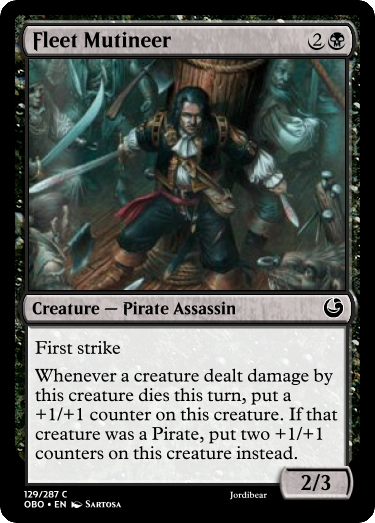 Fleet Mutineer 2
Creature — Pirate Assassin
First strike
Whenever a creature dealt damage by
this creature dies this turn, put a
+1/+1 counter on this creature. If that
creature was a Pirate, put two +1/+1
counters on this creature instead.
2/3
129/287 C
OBO • EN SARTOSA
Jordibear